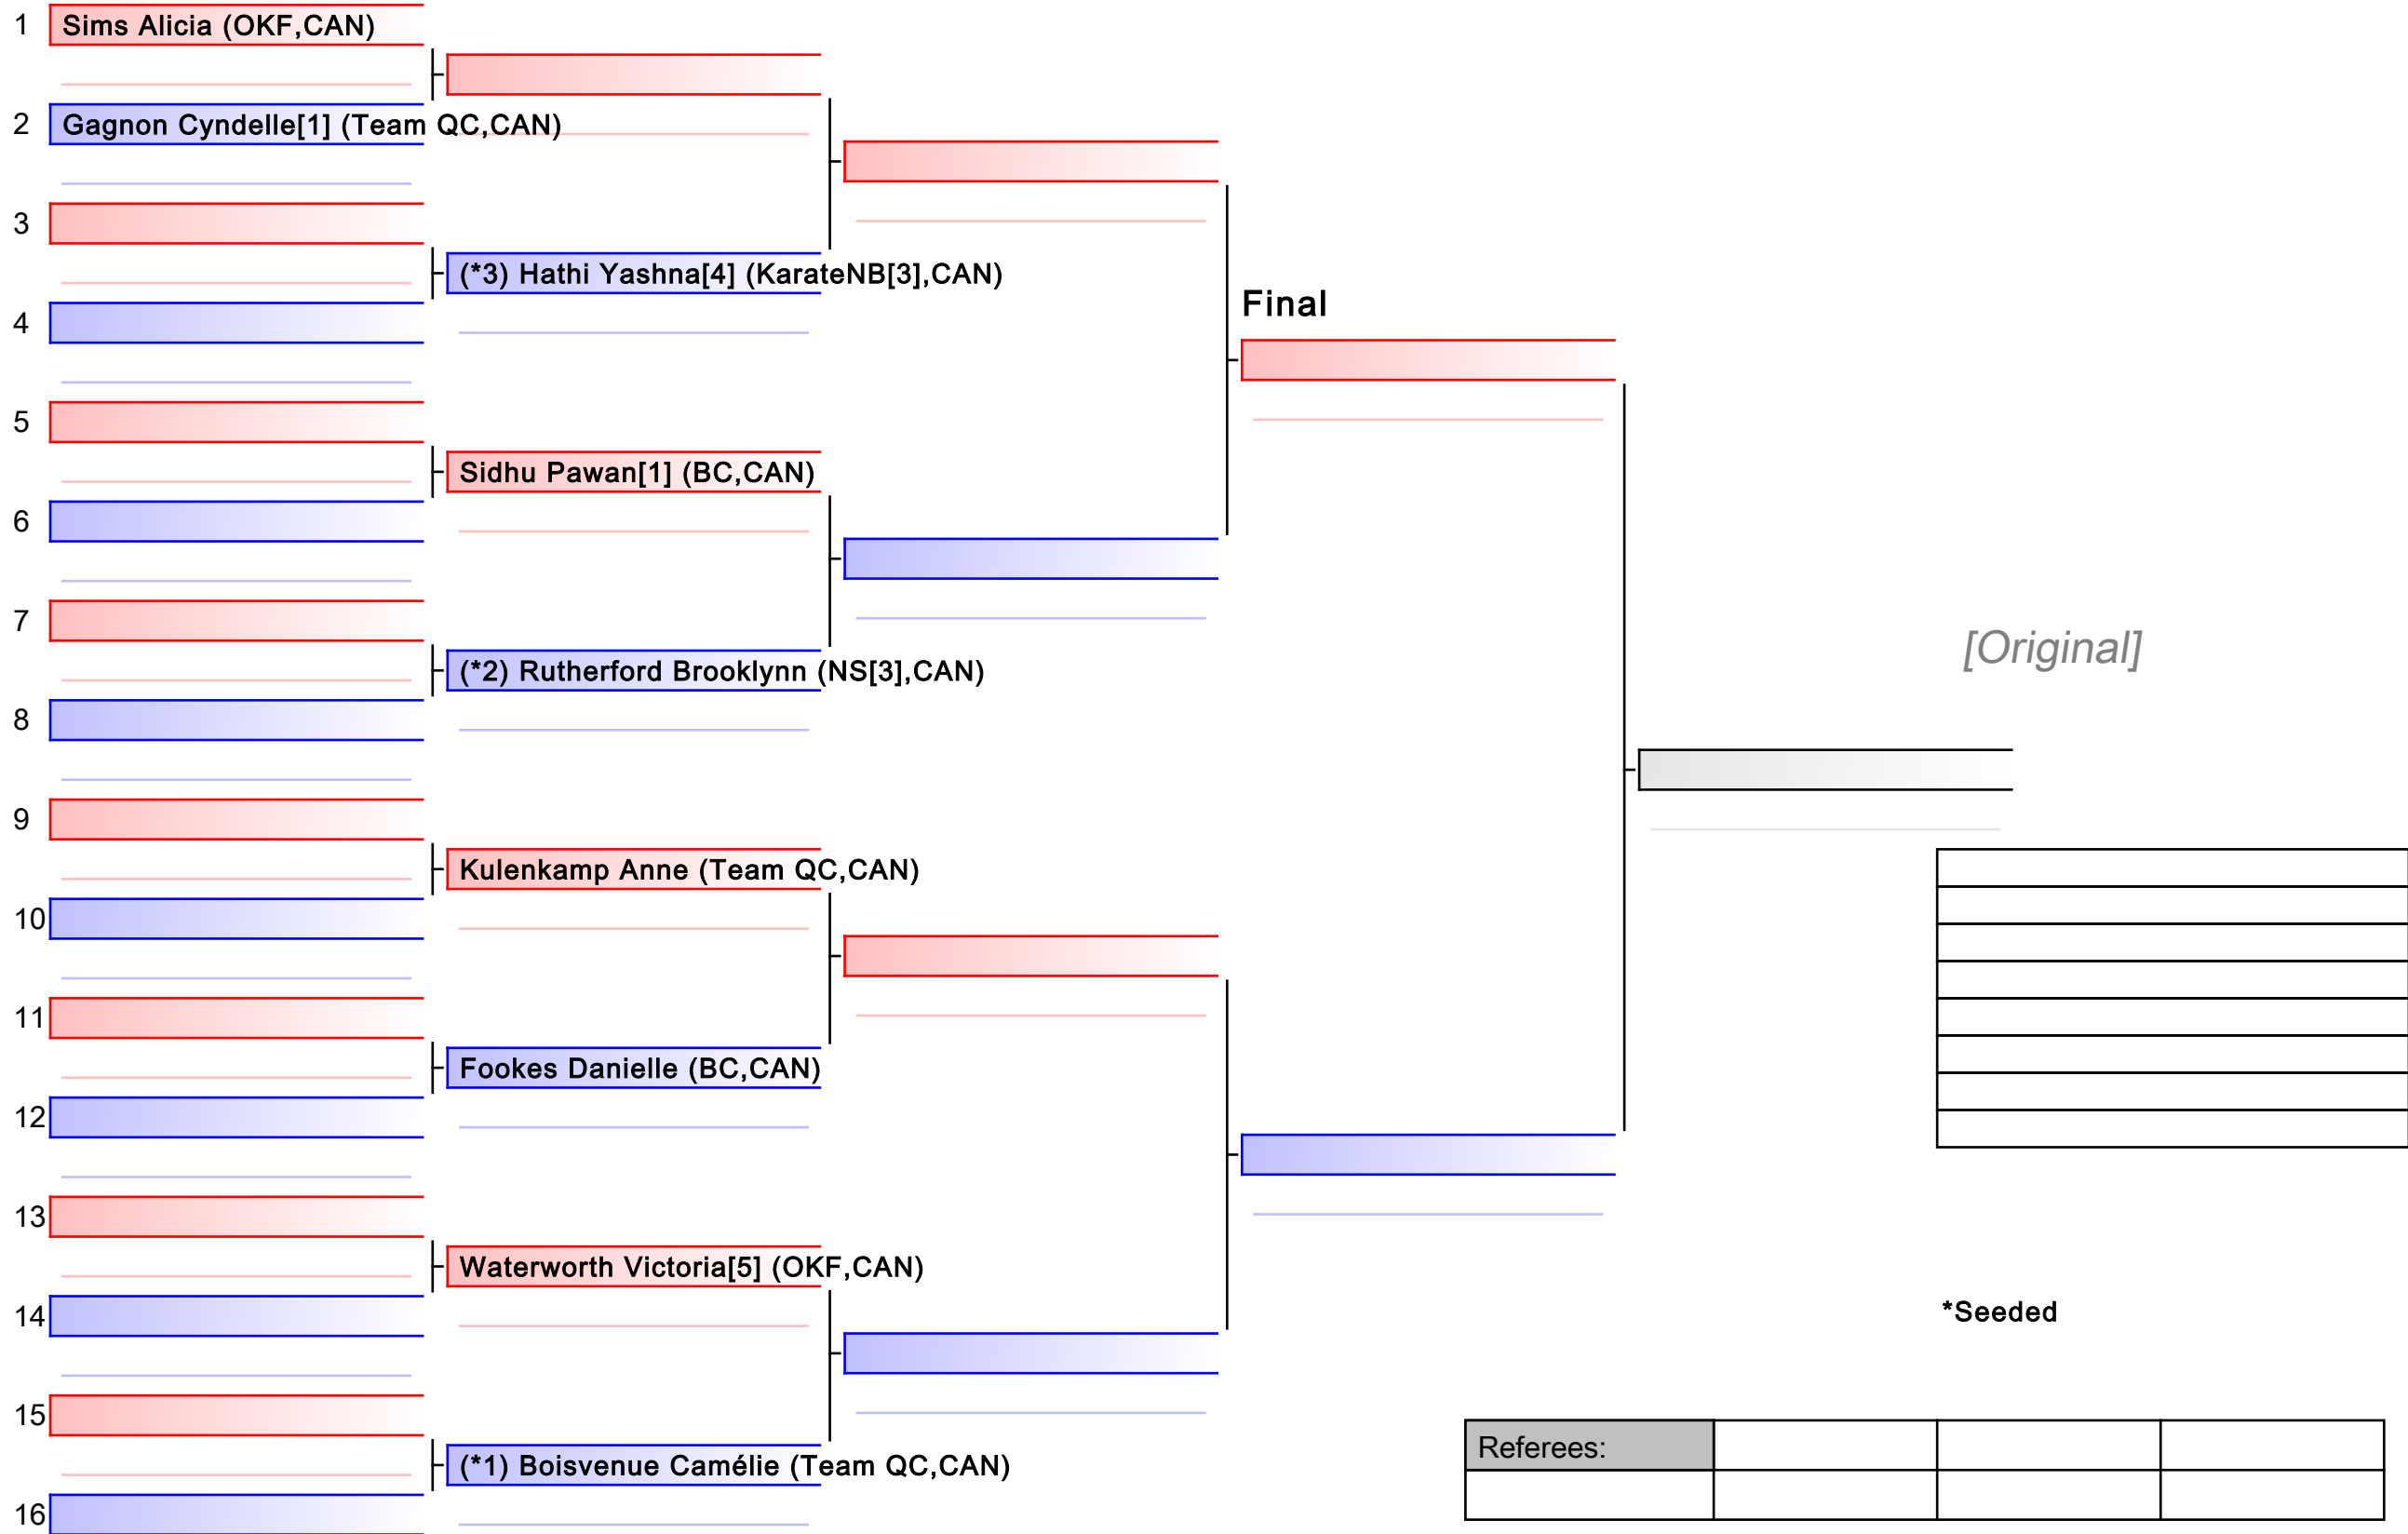 1 Sims Alicia (OKF,CAN)
2 Gagnon Cyndelle[1] (Team QC,CAN)
3
(*3) Hathi Yashna[4] (KarateNB[3],CAN)
Final
4
5
Sidhu Pawan[1] (BC,CAN)
6
7
[Original]
(*2) Rutherford Brooklynn (NS[3],CAN)
8
9
Kulenkamp Anne (Team QC,CAN)
10
11
Fookes Danielle (BC,CAN)
12
13
Waterworth Victoria[5] (OKF,CAN)
14
*Seeded
15
Referees:
(*1) Boisvenue Camélie (Team QC,CAN)
16